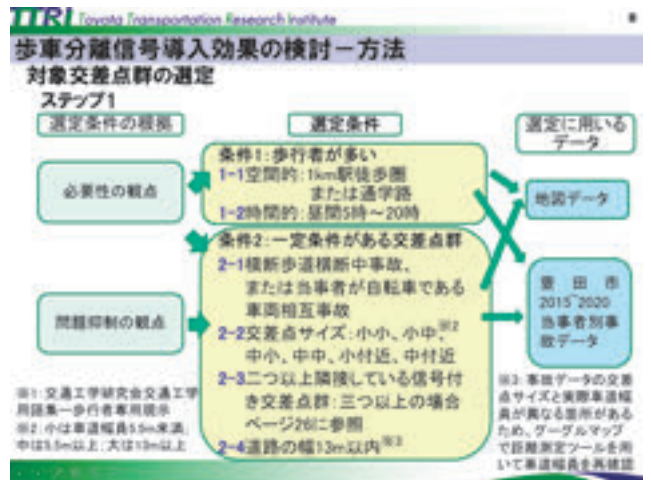 TTRI Toyota Transportation Research Institute
8
歩車分離信号導入効果の検討－方法
対象交差点群の選定
ステップ1
選定条件の根拠
選定条件
選定に用いる
データ
必要性の観点
条件1:歩行者が多い
1-1空間的:1km駅徒歩圏
または通学路
1-2時間的:昼間5時～20時
地図データ
問題抑制の観点
条件2:一定条件がある交差点群
2-1横断歩道横断中事故、
または当事者が自転車である
車両相互事故
2-2交差点サイズ:小小、小中、※2
中小、中中、小付近、中付近
2-3二つ以上隣接している信号付
き交差点群:三つ以上の場合
ページ26に参照
2-4道路の幅13m以内※3
豊田市
2015~2020
当事者別事
故データ
※1:交通工学研究会交通工学
用語集－歩行者専用現示
※2:小は車道幅員5.5m未満;
中は5.5m以上;大は13m以上
※3:事故データの交差
点サイズと実際車道幅
員が異なる箇所がある
ため、グーグルマップ
で距離測定ツールを用
いて車道幅員を再確認